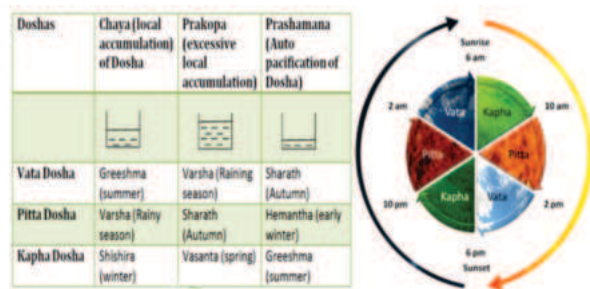 Doshas
Chaya (local
accumulation)
of Dosha
Prakopa
(excessive
local
accumulation)
Prashamana
(Auto
pacification of
Dosha)
Vata Dosha
Greeshma
(summer)
Varsha (Raining
season)
Sharath
(Autumn)
Pitta Dosha
Varsha (Rainy
season)
Sharath
(Autumn)
Hemantha (early
winter)
Kapha Dosha
Shishira
(winter)
Vasanta (spring)
Greeshma
(summer)
Sunrise
6 am
2 am
Vata
Kapha
10 am
Pitta
Pitta
10 pm
Kapha
Vata
2 pm
6 pm
Sunset